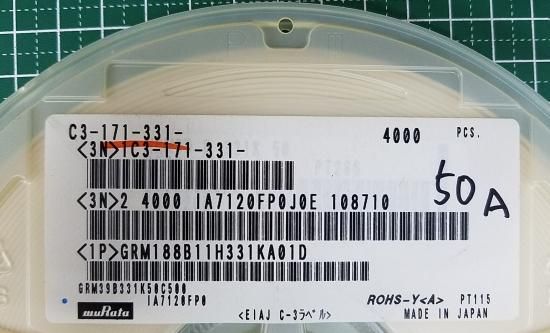 C3-171-331-
4000 PCS.
<3N>1C3-171-331-
50A
<3N>2 4000 IA7120FP0J0E 108710
<1P>GRM188B11H331KA01D
GRM39B331K50C500
IA7120FP0
muRata
<EIAJ C-3ラベル>
ROHS-Y<A> PT115
MADE IN JAPAN